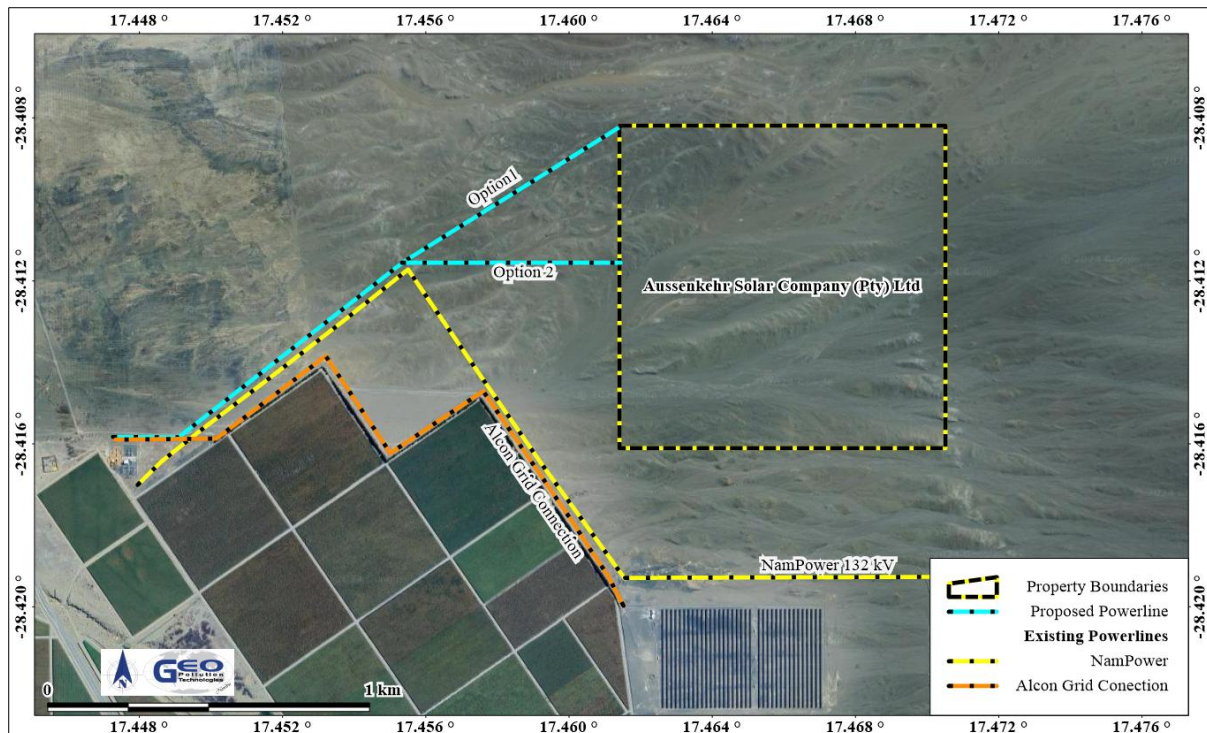 17.448 ° 17.452 ° 17.456 ° 17.460 ° 17.464 ° 17.468 ° 17.472 ° 17.476 °
-28.408 ° -28.408 °
Option1
Option 2
-28.412 ° -28.412 °
Aussenkehr Solar Company (Pty) Ltd
-28.416 ° -28.416 °
Alcon Grid Connection
NamPower 132 kV
-28.420 ° -28.420 °
Property Boundaries
Proposed Powerline
Existing Powerlines
NamPower
Alcon Grid Conection
GEO
Pollution
Technologies
0 1 km
17.448 ° 17.452 ° 17.456 ° 17.460 ° 17.464 ° 17.468 ° 17.472 ° 17.476 °